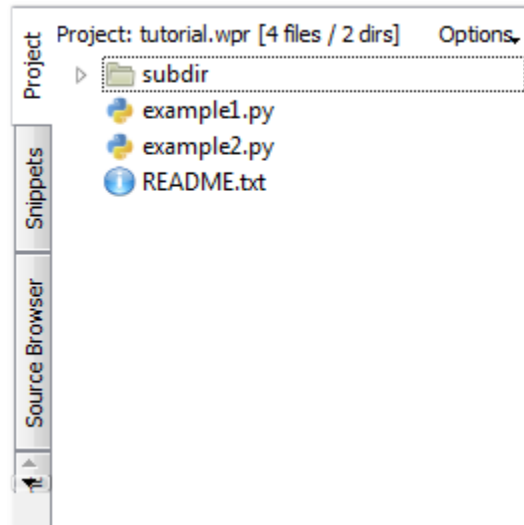 Project: tutorial.wpr [4 files / 2 dirs] Options
subdir
example1.py
example2.py
README.txt
Project
Snippets
Source Browser